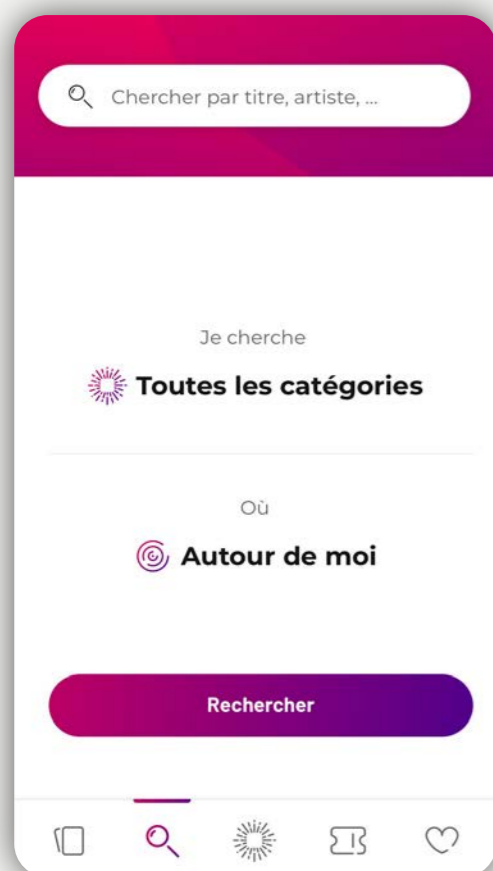 Chercher par titre, artiste, ...
Je cherche
Toutes les catégories
Où
Autour de moi
Rechercher